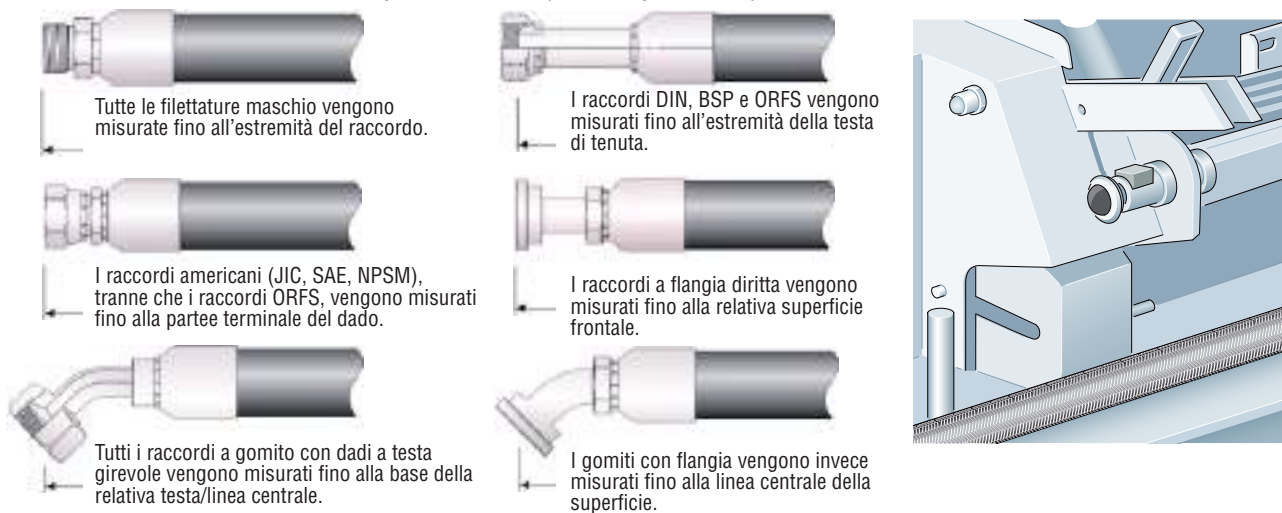 Tutte le filettature maschio vengono
misurate fino all'estremità del raccordo.
I raccordi DIN, BSP e ORFS vengono
misurati fino all'estremità della testa
di tenuta.
I raccordi americani (JIC, SAE, NPSM),
tranne che i raccordi ORFS, vengono misurati
fino alla partee terminale del dado.
I raccordi a flangia diritta vengono
misurati fino alla relativa superficie
frontale.
Tutti i raccordi a gomito con dadi a testa
girevole vengono misurati fino alla base della
relativa testa/linea centrale.
I gomiti con flangia vengono invece
misurati fino alla linea centrale della
superficie.